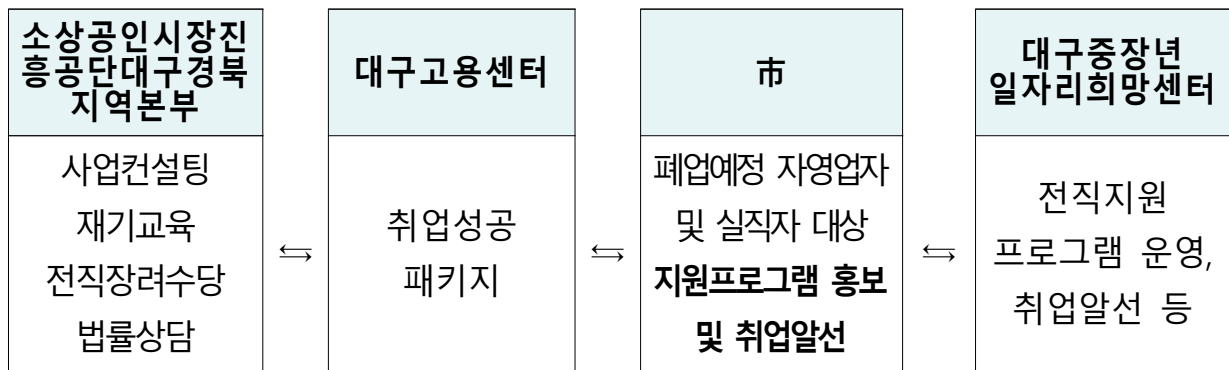 소상공인시장진
흥공단대구경북
지역본부
사업컨설팅
재기교육
전직장려수당
법률상담
⇆
대구고용센터
취업성공
패키지
⇆
市
폐업예정 자영업자
및 실직자 대상
지원프로그램 홍보
및 취업알선
⇆
대구중장년
일자리희망센터
전직지원
프로그램 운영,
취업알선 등